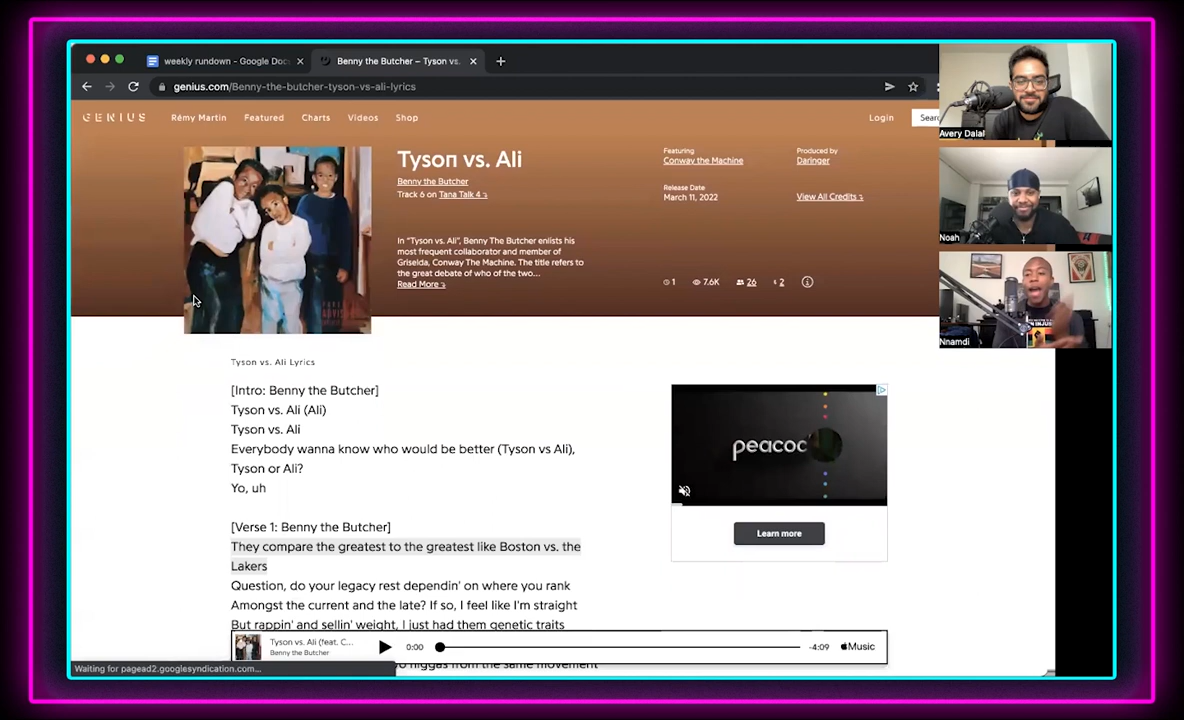 weekly rundown - Google Doc
Benny the Butcher – Tyson vs.
genius.com/Benny-the-butcher-tyson-vs-ali-lyrics
GENIUS
Rémy Martin
Featured
Charts
Videos
Shop
Login
Sear
Tyson vs. Ali
Benny the Butcher
Track 6 on Tana Talk 4
Featuring
Conway the Machine
Produced by
Daringer
Release Date
March 11, 2022
View All Credits
In “Tyson vs. Ali”, Benny The Butcher enlists his
most frequent collaborator and member of
Griselda, Conway The Machine. The title refers to
the great debate of who of the two...
Read More
1
7.6K
26
2
Avery Dalal
Noah
Nnamdi
Tyson vs. Ali Lyrics
[Intro: Benny the Butcher]
Tyson vs. Ali (Ali)
Tyson vs. Ali
Everybody wanna know who would be better (Tyson vs Ali),
Tyson or Ali?
Yo, uh
[Verse 1: Benny the Butcher]
They compare the greatest to the greatest like Boston vs. the
Lakers
Question, do your legacy rest dependin' on where you rank
Amongst the current and the late? If so, I feel like I'm straight
But rappin' and sellin' weight, I just had them genetic traits
niggas from the same movement
peacoc
Learn more
Tyson vs. Ali (feat. C...
Benny the Butcher
0:00
-4:09
Music
Waiting for pagead2.googlesyndication.com...